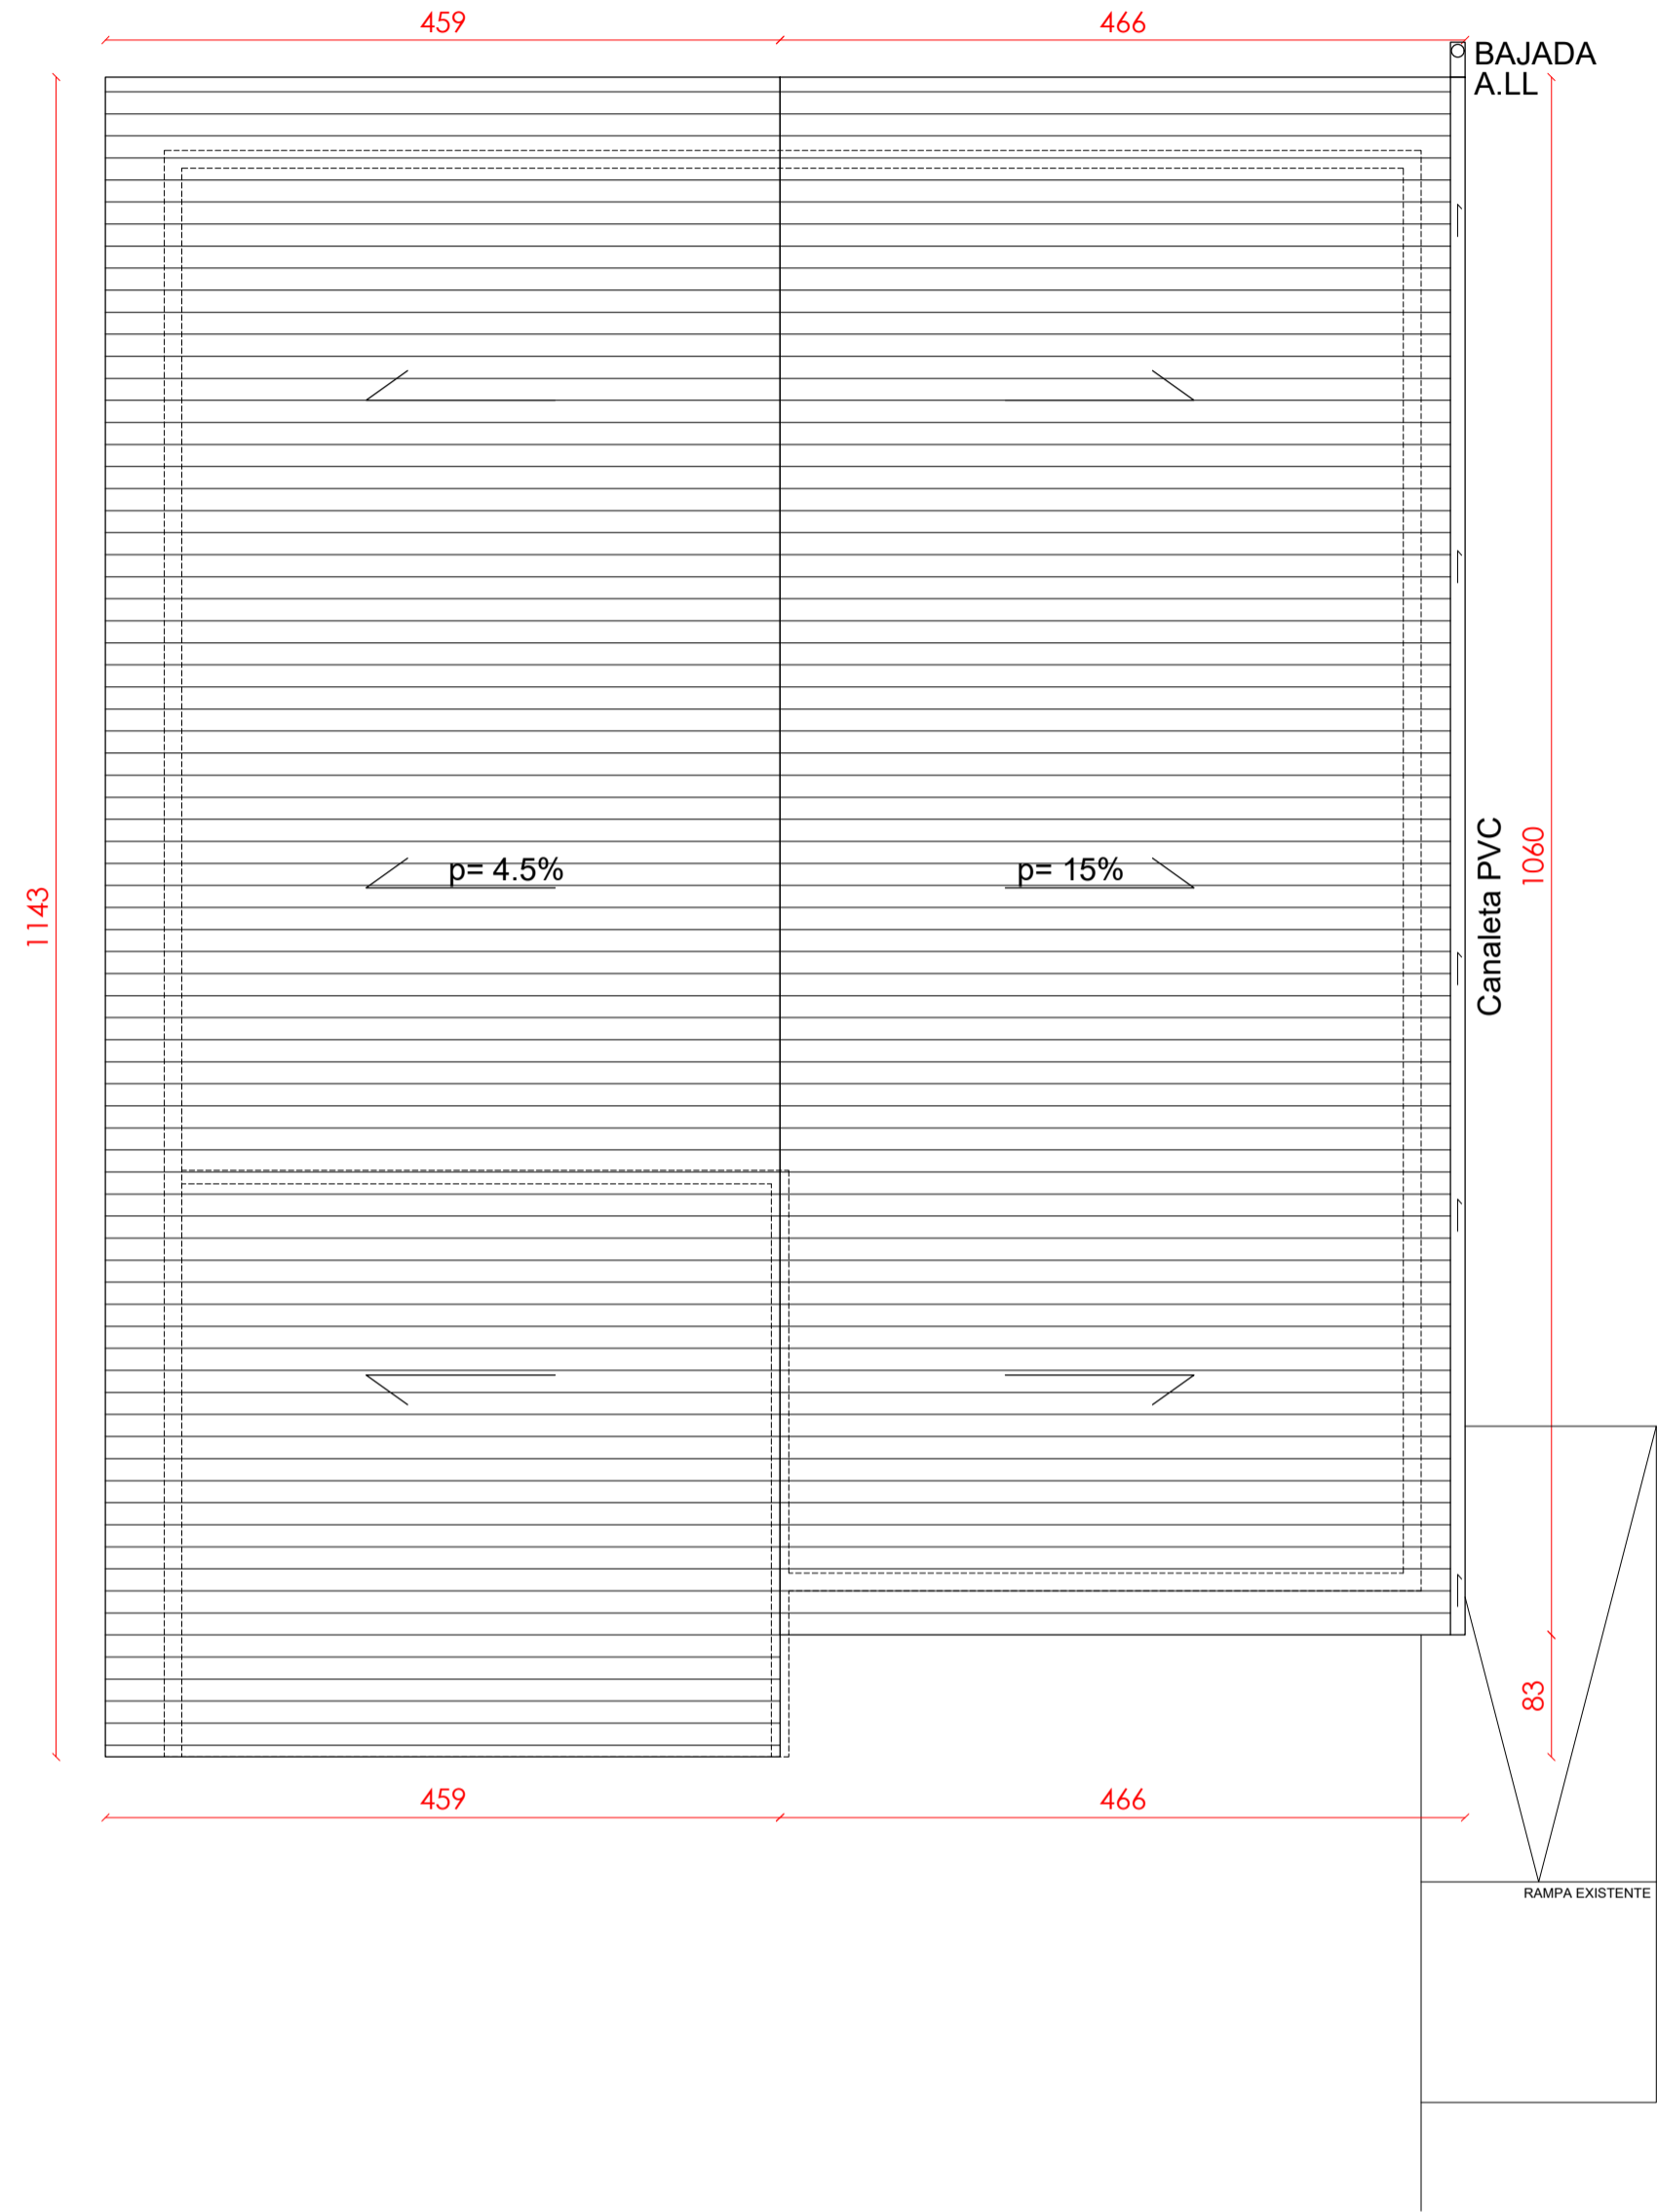 459
466
BAJADA
A.LL
1143
p= 4.5%
p= 15%
Canaleta PVC
1060
83
459
466
RAMPA EXISTENTE